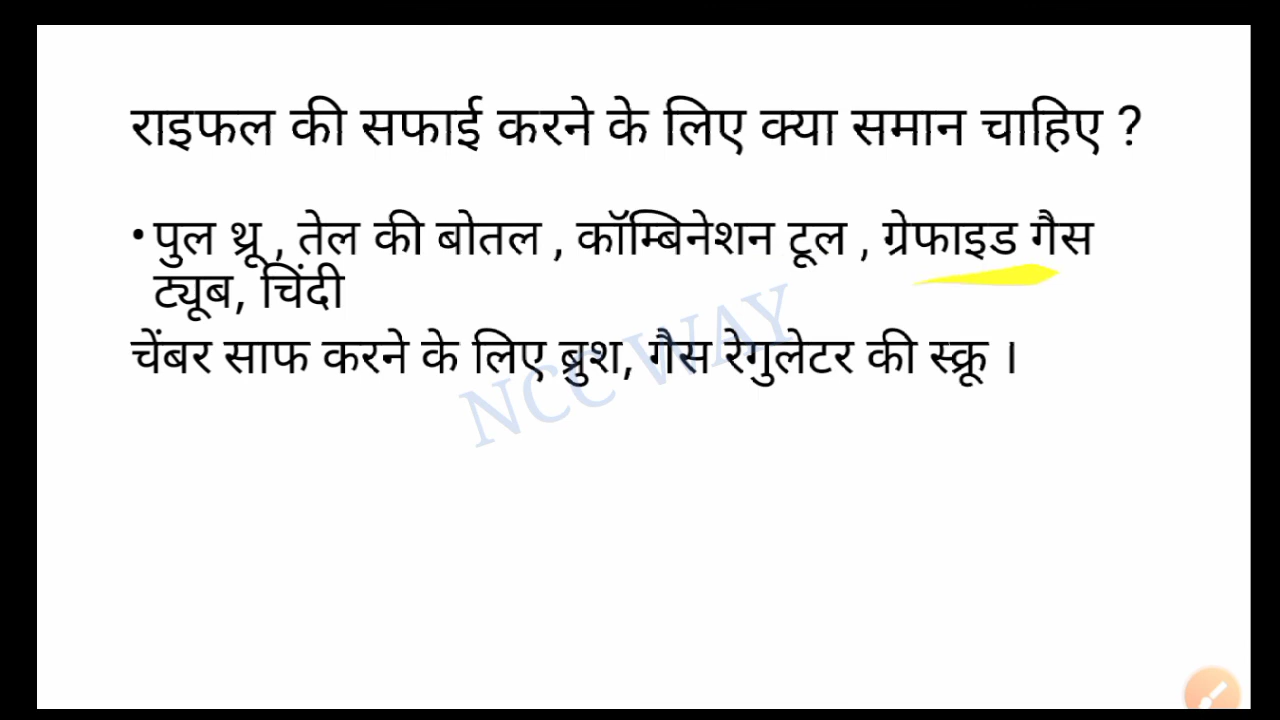 राइफल की सफाई करने के लिए क्या समान चाहिए ?
• पुल थ्रू , तेल की बोतल , कॉम्बिनेशन टूल , ग्रेफाइड गैस
ट्यूब, चिंदी
चेंबर साफ करने के लिए ब्रुश, गैस रेगुलेटर की स्क्रू ।
NCC WAY